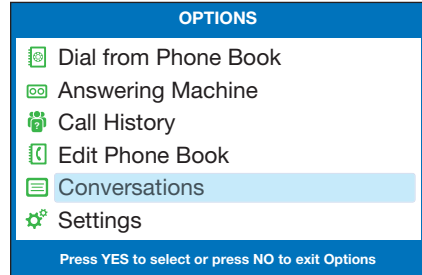 OPTIONS
Dial from Phone Book
Answering Machine
Call History
Edit Phone Book
Conversations
Settings
Press YES to select or press NO to exit Options